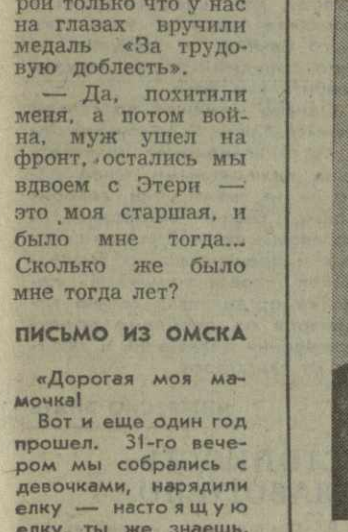 рой только что у нас
на глазах вручили
медаль «За трудо-
вую доблесть».
— Да, похитили
меня, а потом вой-
на, муж ушел на
фронт, остались мы
вдвоем с Этери —
это моя старшая, и
было мне тогда...
Сколько же было
мне тогда лет?
ПИСЬМО ИЗ ОМСКА
«Дорогая моя ма-
мочка!
Вот и еще один год
прошел. 31-го вече-
ром мы собрались с
девочками, нарядили
елку — настоящую
елку, ты же знаешь,